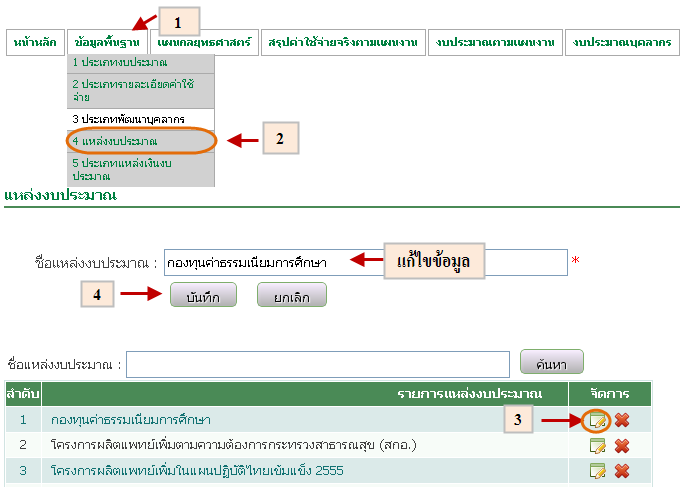 1
หน้าหลัก ข้อมูลพื้นฐาน แผนกลยุทธศาสตร์ สรุปค่าใช้จ่ายจริงตามแผนงาน งบประมาณตามแผนงาน งบประมาณบุคลากร
1 ประเภทงบประมาณ
2 ประเภทรายละเอียดค่าใช้
จ่าย
3 ประเภทพัฒนาบุคลากร
4 แหล่งงบประมาณ
2
5 ประเภทแหล่งเงินงบ
ประมาณ
แหล่งงบประมาณ
ชื่อแหล่งงบประมาณ : กองทุนค่าธรรมเนียมการศึกษา แก้ไขข้อมูล *
4 บันทึก ยกเลิก
ชื่อแหล่งงบประมาณ : ค้นหา
ลำดับ รายการแหล่งงบประมาณ จัดการ
1 กองทุนค่าธรรมเนียมการศึกษา 3
2 โครงการผลิตแพทย์เพิ่มตามความต้องการกระทรวงสาธารณสุข (สกอ.)
3 โครงการผลิตแพทย์เพิ่มในแผนปฏิบัติไทยเข้มแข็ง 2555